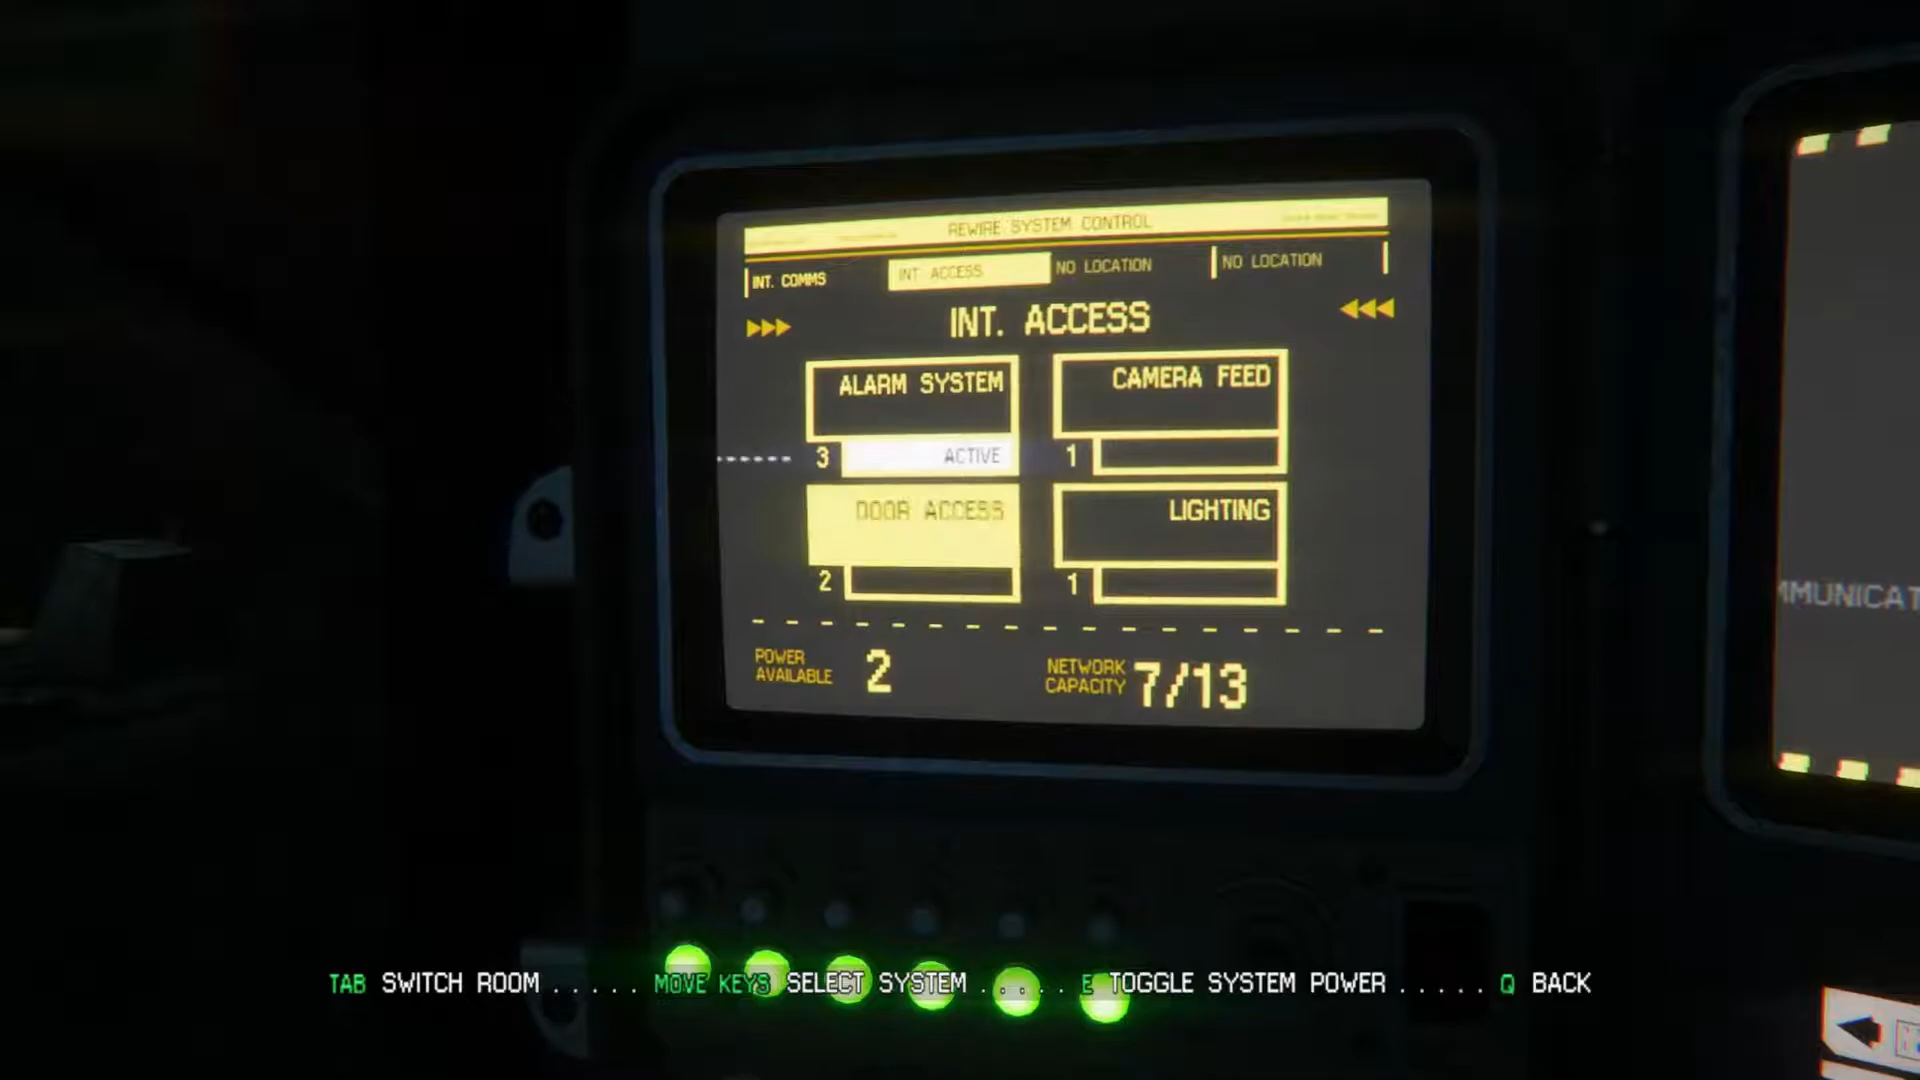 REWIRE SYSTEM CONTROL
INT. COMMS
INT. ACCESS
NO LOCATION
NO LOCATION
INT. ACCESS
ALARM SYSTEM
3 ACTIVE
CAMERA FEED
1
DOOR ACCESS
2
LIGHTING
1
POWER AVAILABLE 2
NETWORK CAPACITY 7/13
MMUNICAT
TAB SWITCH ROOM ..... MOVE KEYS SELECT SYSTEM ..... E TOGGLE SYSTEM POWER ..... Q BACK